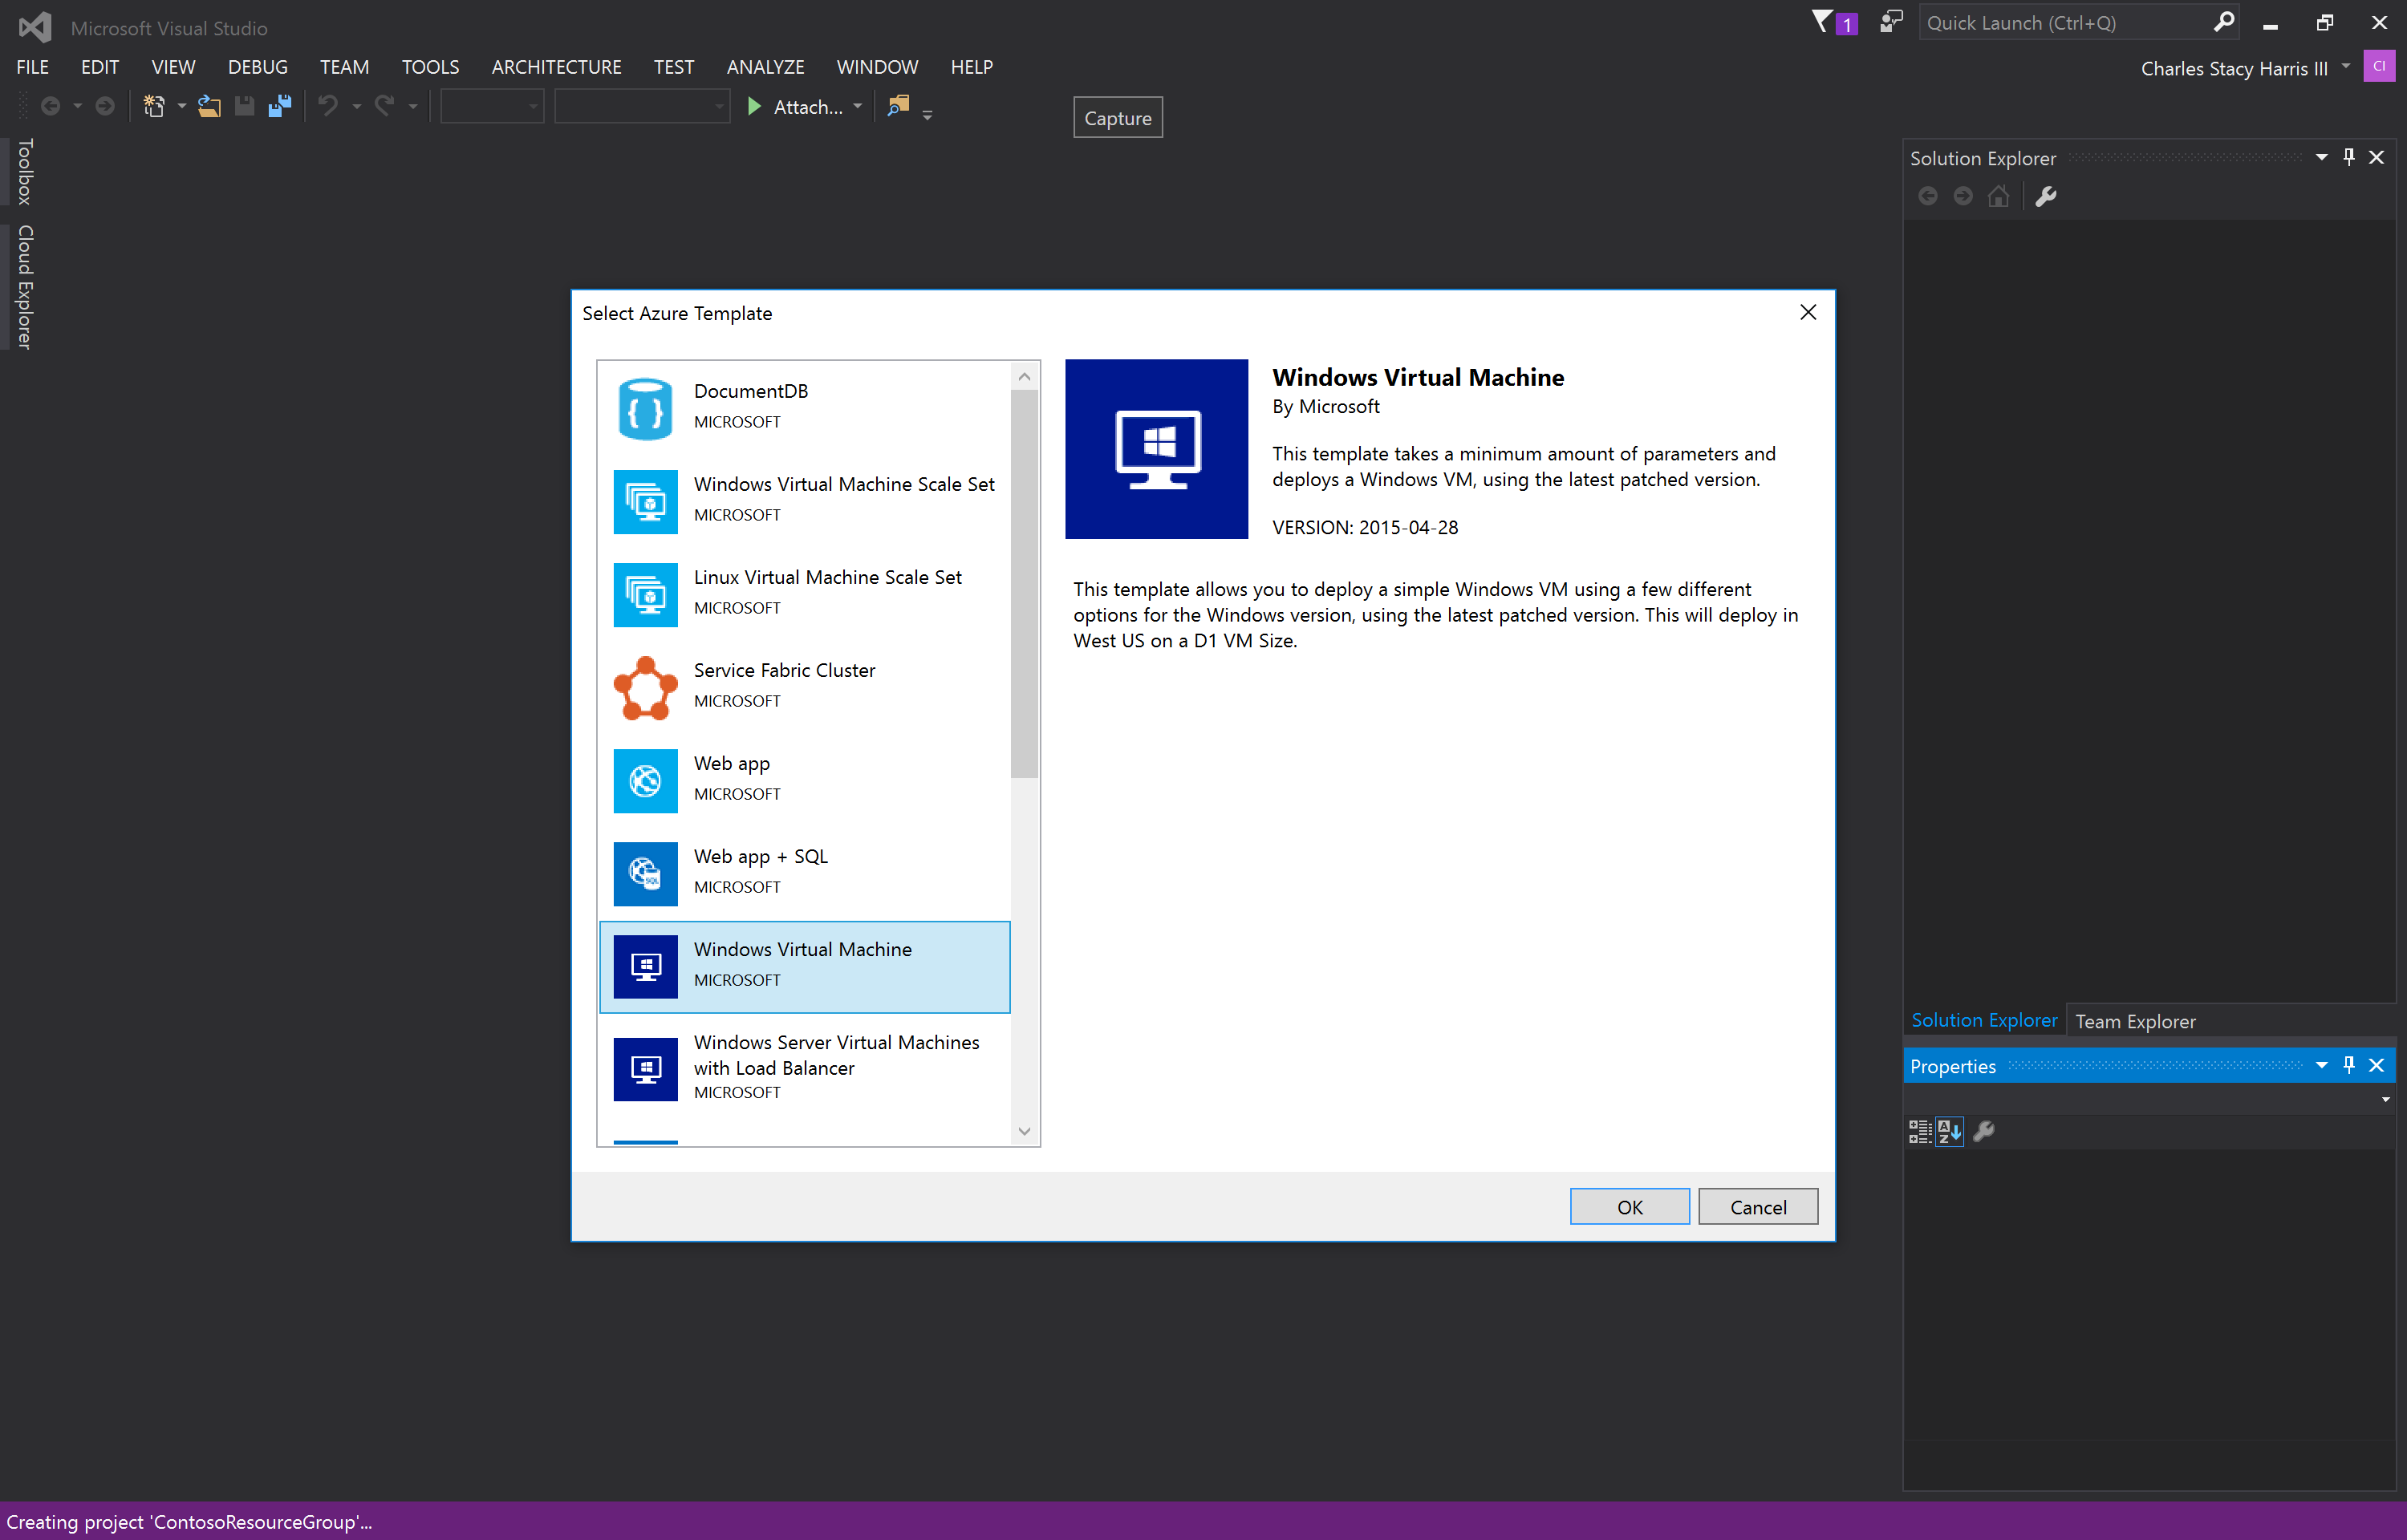 Microsoft Visual Studio
1
Quick Launch (Ctrl+Q)
FILE EDIT VIEW DEBUG TEAM TOOLS ARCHITECTURE TEST ANALYZE WINDOW HELP
Charles Stacy Harris III
CI
Attach...
Capture
Toolbox
Cloud Explorer
Solution Explorer
Select Azure Template
DocumentDB
MICROSOFT
Windows Virtual Machine Scale Set
MICROSOFT
Linux Virtual Machine Scale Set
MICROSOFT
Service Fabric Cluster
MICROSOFT
Web app
MICROSOFT
SQL
Web app + SQL
MICROSOFT
Windows Virtual Machine
MICROSOFT
Windows Server Virtual Machines
with Load Balancer
MICROSOFT
Windows Virtual Machine
By Microsoft
This template takes a minimum amount of parameters and
deploys a Windows VM, using the latest patched version.
VERSION: 2015-04-28
This template allows you to deploy a simple Windows VM using a few different
options for the Windows version, using the latest patched version. This will deploy in
West US on a D1 VM Size.
OK
Cancel
Solution Explorer
Team Explorer
Properties
A
Z
Creating project 'ContosoResourceGroup'...